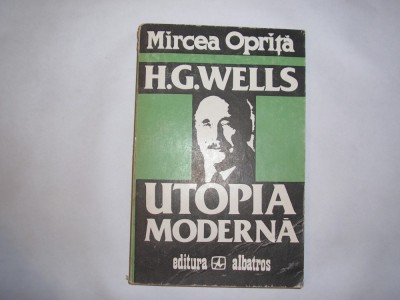 Mircea Opriță
H.G.WELLS
UTOPIA
MODERNĂ
editura albatros